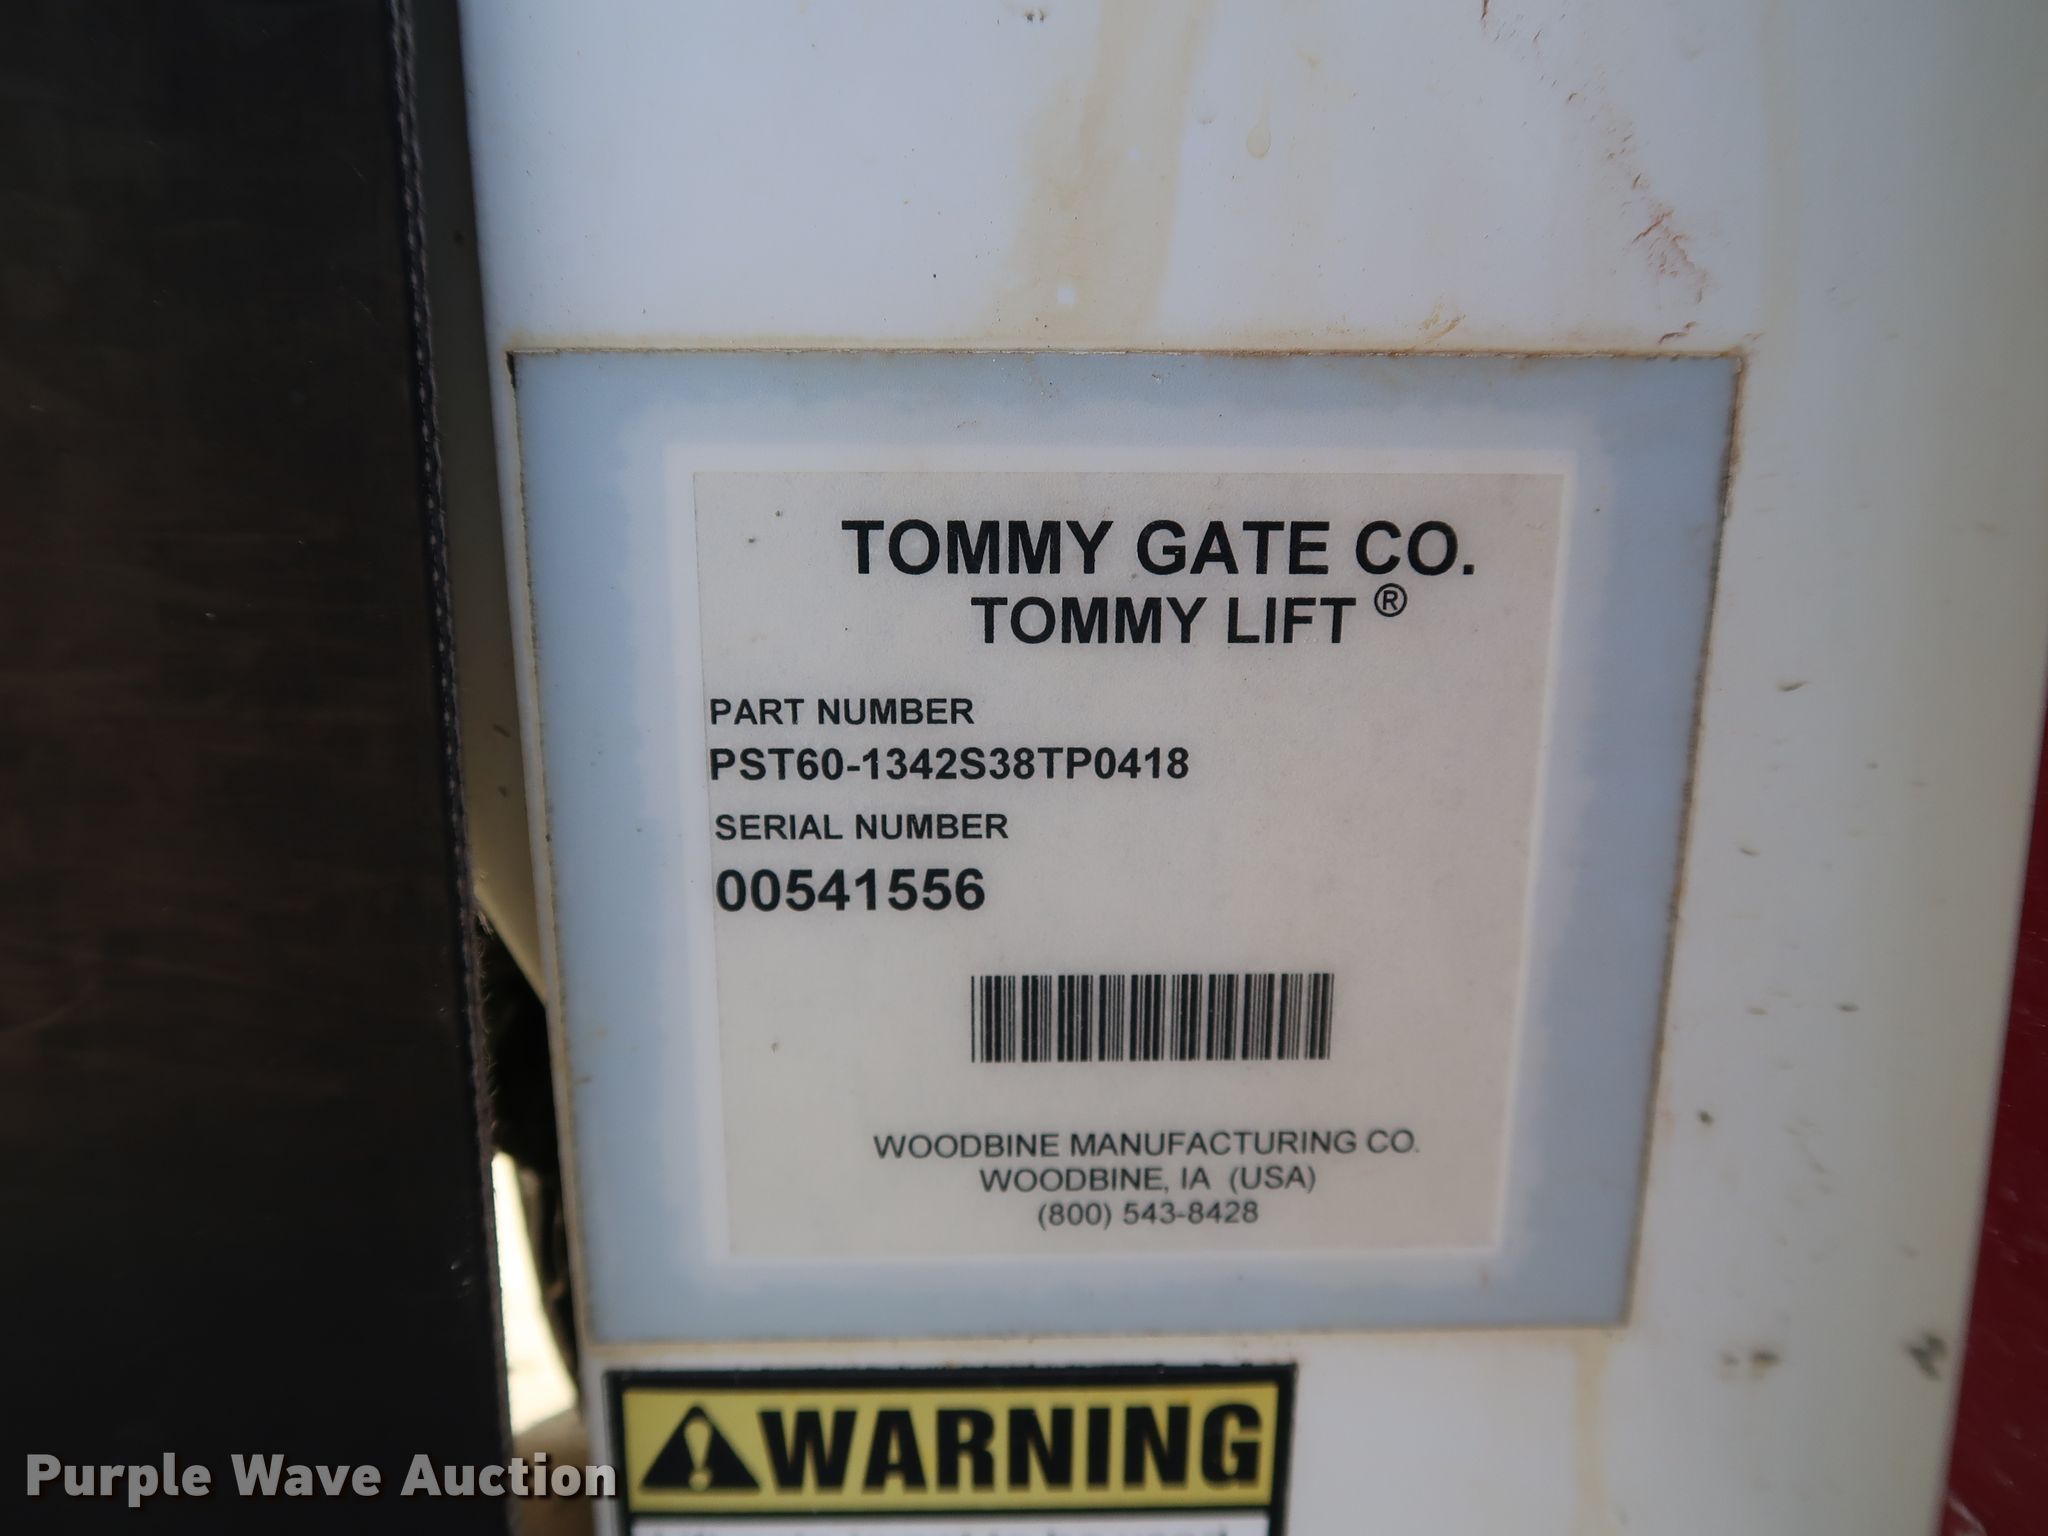 TOMMY GATE CO.
TOMMY LIFT ®
PART NUMBER
PST60-1342S38TP0418
SERIAL NUMBER
00541556
WOODBINE MANUFACTURING CO.
WOODBINE, IA (USA)
(800) 543-8428
WARNING
Purple Wave Auction